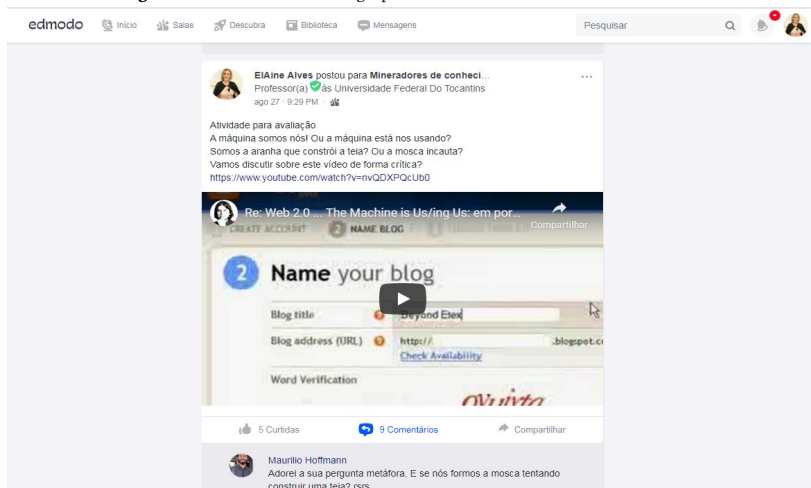 edmodo Início Salas Descubra Biblioteca Mensagens Pesquisar
ElAine Alves postou para Mineradores de conheci...
Professor(a) às Universidade Federal Do Tocantins
ago 27 · 9:29 PM ·
Atividade para avaliação
A máquina somos nós! Ou a máquina está nos usando?
Somos a aranha que constrói a teia? Ou a mosca incauta?
Vamos discutir sobre este vídeo de forma crítica?
https://www.youtube.com/watch?v=nvQDXPQcUb0
Re: Web 2.0 ... The Machine is Us/ing Us: em por...
Compartilhar
CREATE ACCOUNT 2 NAME BLOG
2 Name your blog
Blog title Beyond Etex
Blog address (URL) http:// .blogspot.c
Check Availability
Word Verification
5 Curtidas 9 Comentários Compartilhar
Maurilio Hoffmann
Adorei a sua pergunta metáfora. E se nós formos a mosca tentando
construir uma teia? rsrs